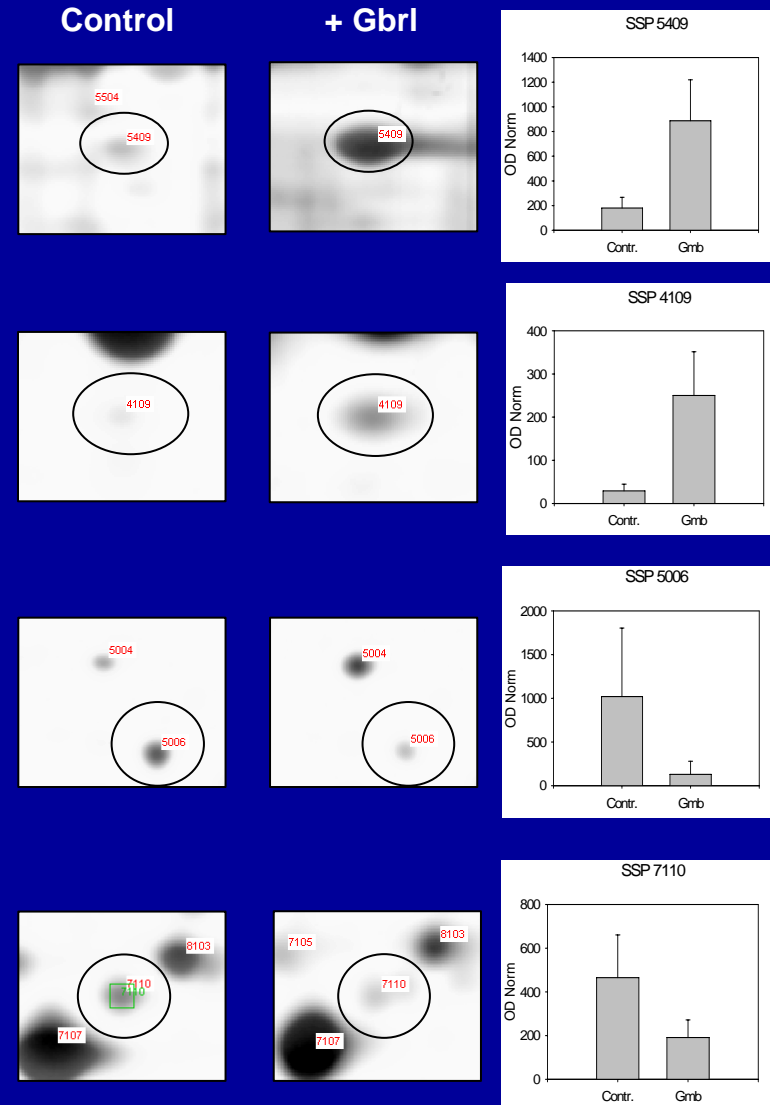 Control
+ Gbrl
SSP 5409
5504
5409
5409
OD Norm
1400
1200
1000
800
600
400
200
0
Contr.
Gmb
SSP 4109
4109
4109
OD Norm
400
300
200
100
0
Contr.
Gmb
SSP 5006
5004
5006
5004
5006
OD Norm
2000
1500
1000
500
0
Contr.
Gmb
SSP 7110
8103
7110
7110
7107
7105
8103
7110
7107
OD Norm
800
600
400
200
0
Contr.
Gmb